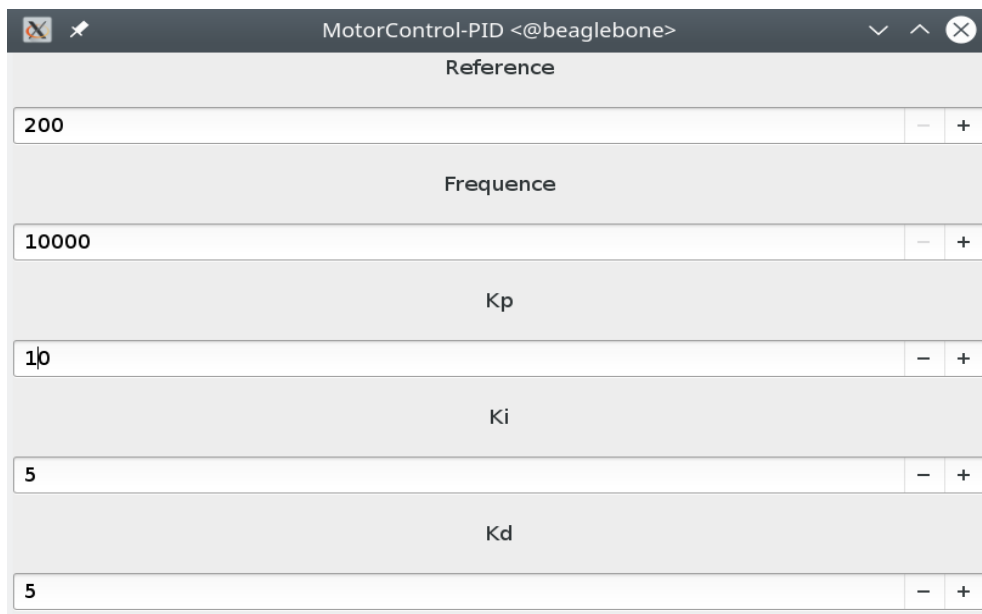 MotorControl-PID <@beaglebone>
Reference
200
Frequence
10000
Kp
10
Ki
5
Kd
5